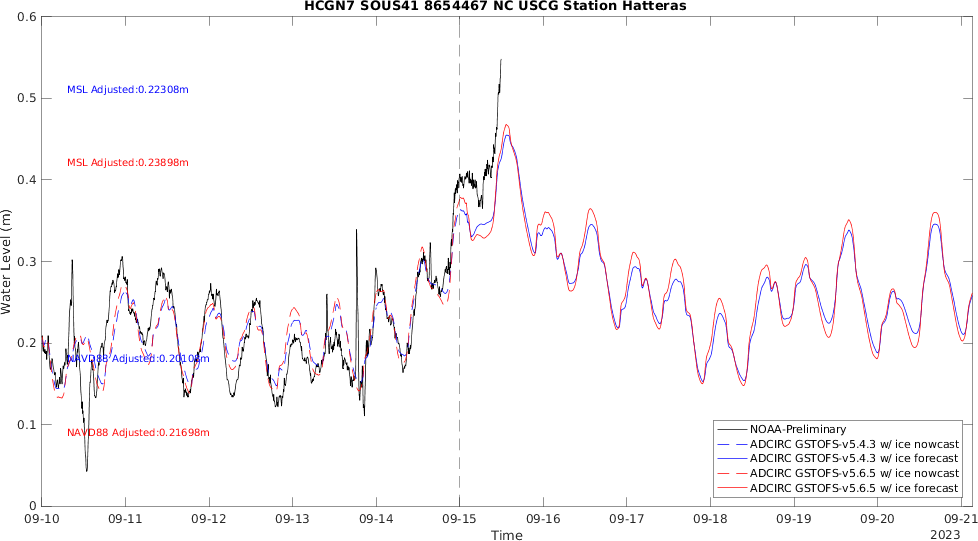 HCGN7 SOUS41 8654467 NC USCG Station Hatteras
0.6
0.5
0.4
0.3
0.2
0.1
0
Water Level (m)
MSL Adjusted:0.22308m
MSL Adjusted:0.23898m
NAVD88 Adjusted:0.20108m
NAVD88 Adjusted:0.21698m
NOAA-Preliminary
ADCIRC GSTOFS-v5.4.3 w/ ice nowcast
ADCIRC GSTOFS-v5.4.3 w/ ice forecast
ADCIRC GSTOFS-v5.6.5 w/ ice nowcast
ADCIRC GSTOFS-v5.6.5 w/ ice forecast
09-10 09-11 09-12 09-13 09-14 09-15 09-16 09-17 09-18 09-19 09-20 09-21
Time
2023